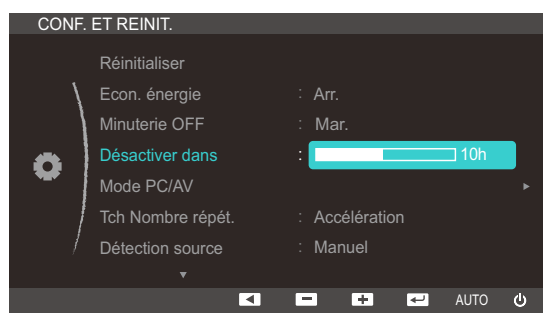 CONF. ET REINIT.
Réinitialiser
Econ. énergie : Arr.
Minuterie OFF : Mar.
Désactiver dans : 10h
Mode PC/AV
Tch Nombre répét. : Accélération
Détection source : Manuel
AUTO